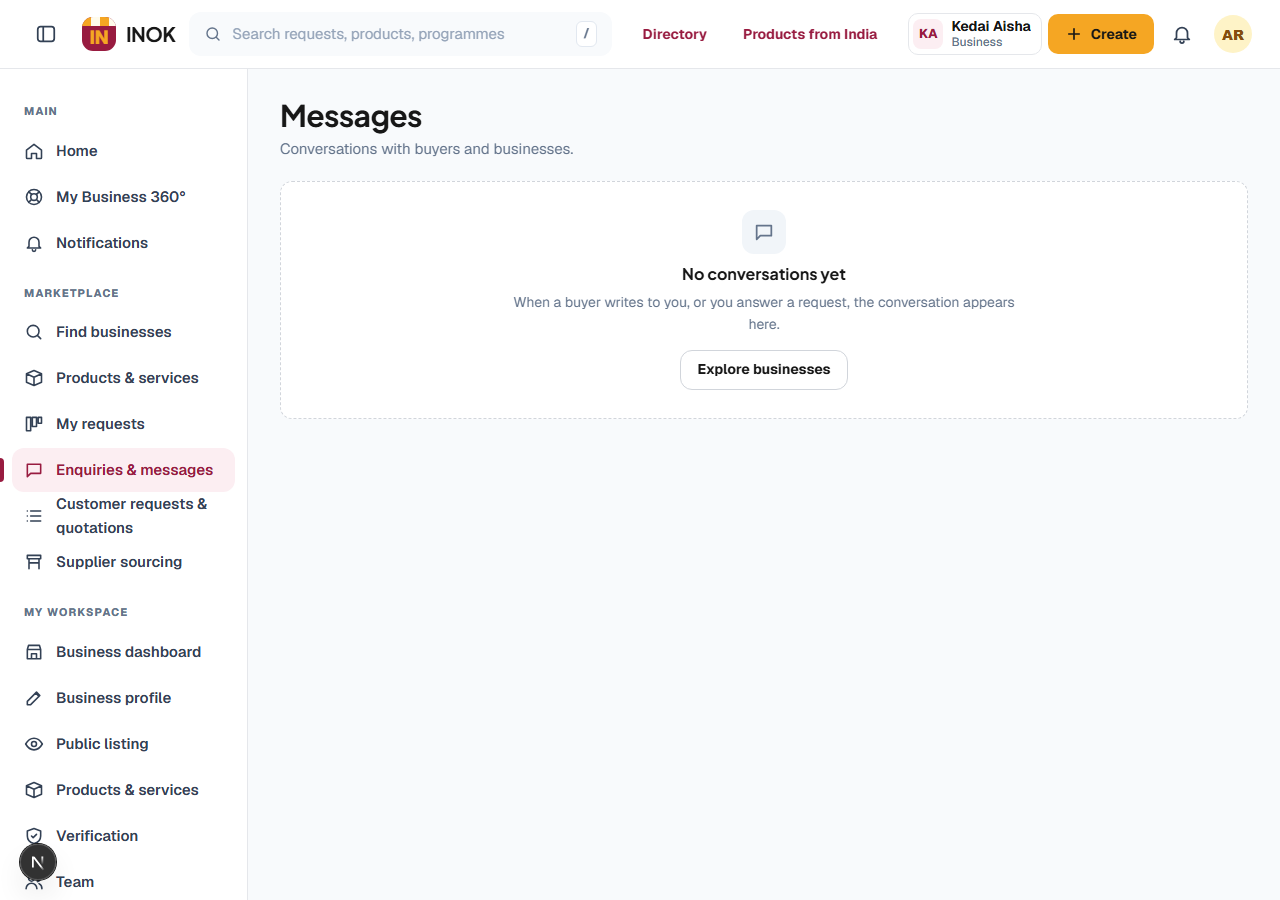 IN INOK
Search requests, products, programmes /
Directory
Products from India
KA
Kedai Aisha
Business
Create
AR
MAIN
Home
My Business 360°
Notifications
MARKETPLACE
Find businesses
Products & services
My requests
Enquiries & messages
Customer requests &
quotations
Supplier sourcing
MY WORKSPACE
Business dashboard
Business profile
Public listing
Products & services
Verification
N
Team
Messages
Conversations with buyers and businesses.
No conversations yet
When a buyer writes to you, or you answer a request, the conversation appears
here.
Explore businesses